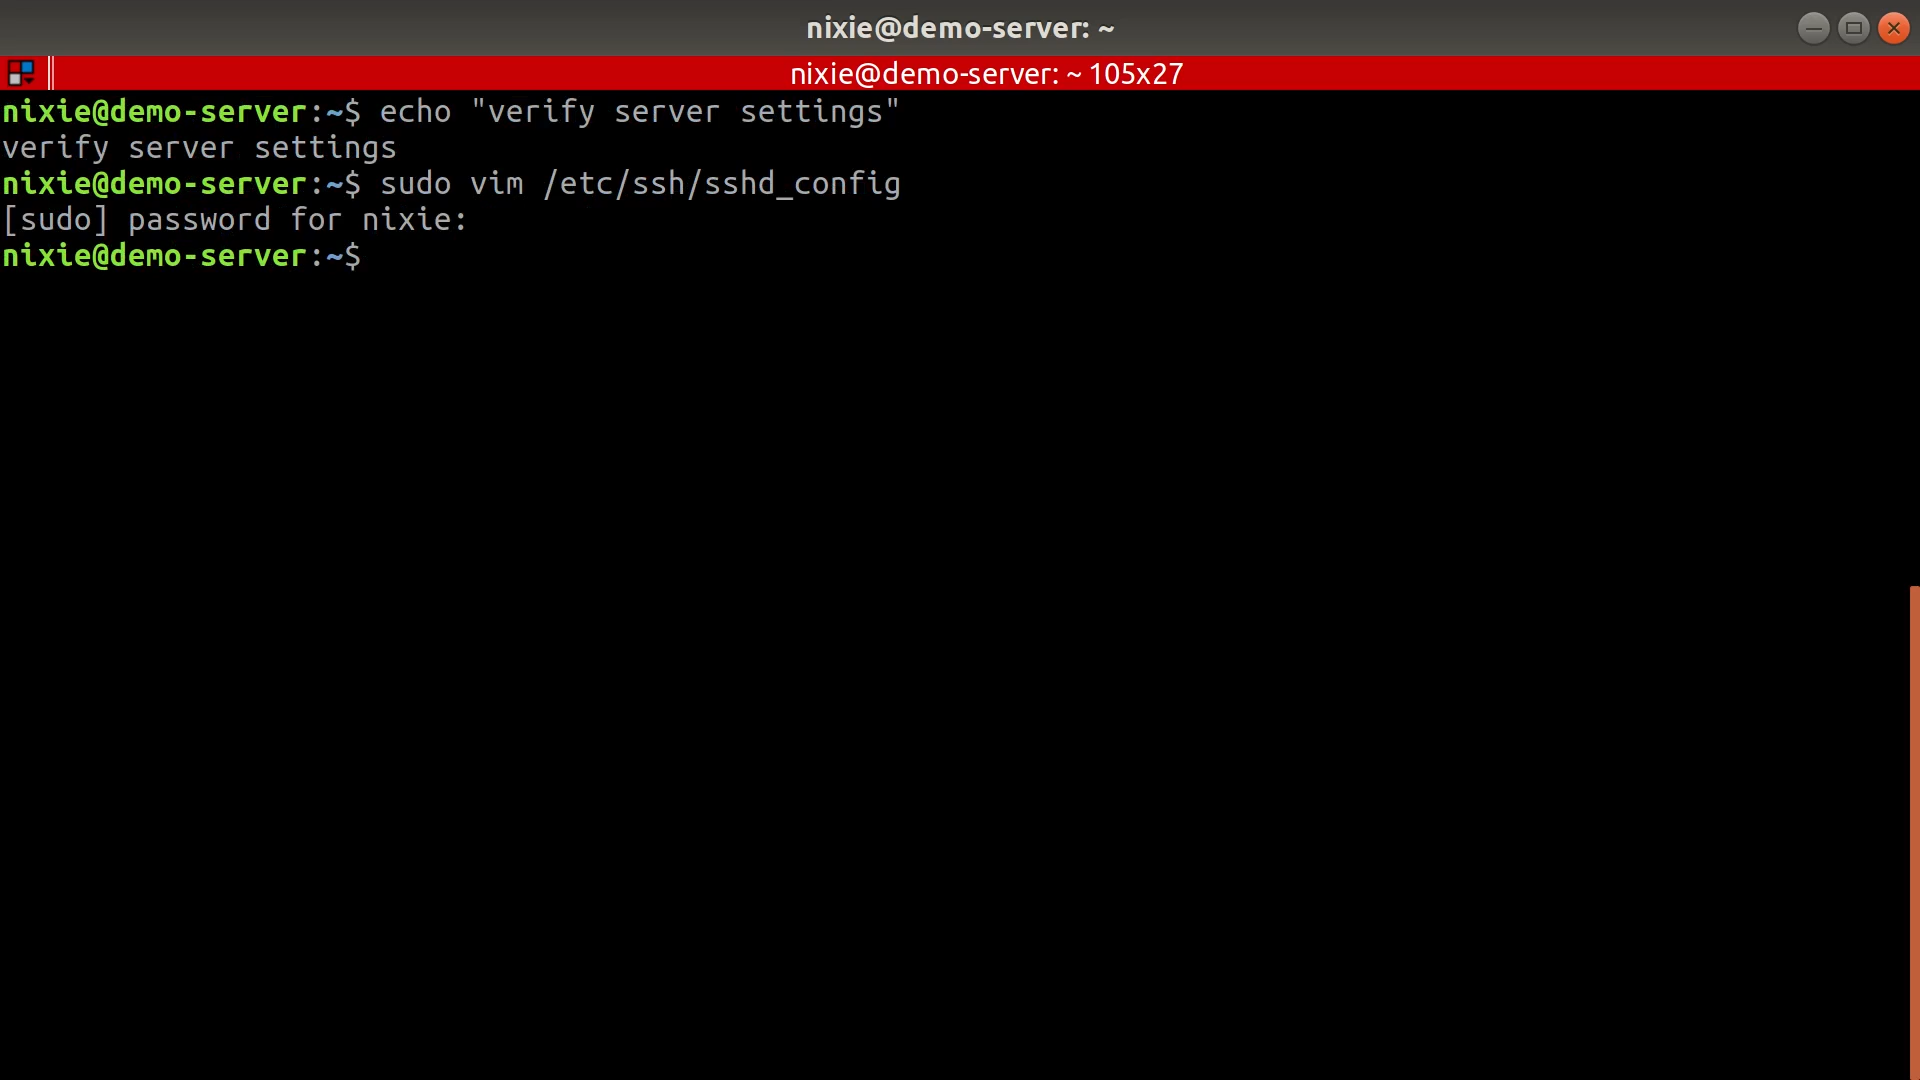 nixie@demo-server: ~
nixie@demo-server: ~ 105x27
nixie@demo-server:~$ echo "verify server settings"
verify server settings
nixie@demo-server:~$ sudo vim /etc/ssh/sshd_config
[sudo] password for nixie:
nixie@demo-server:~$